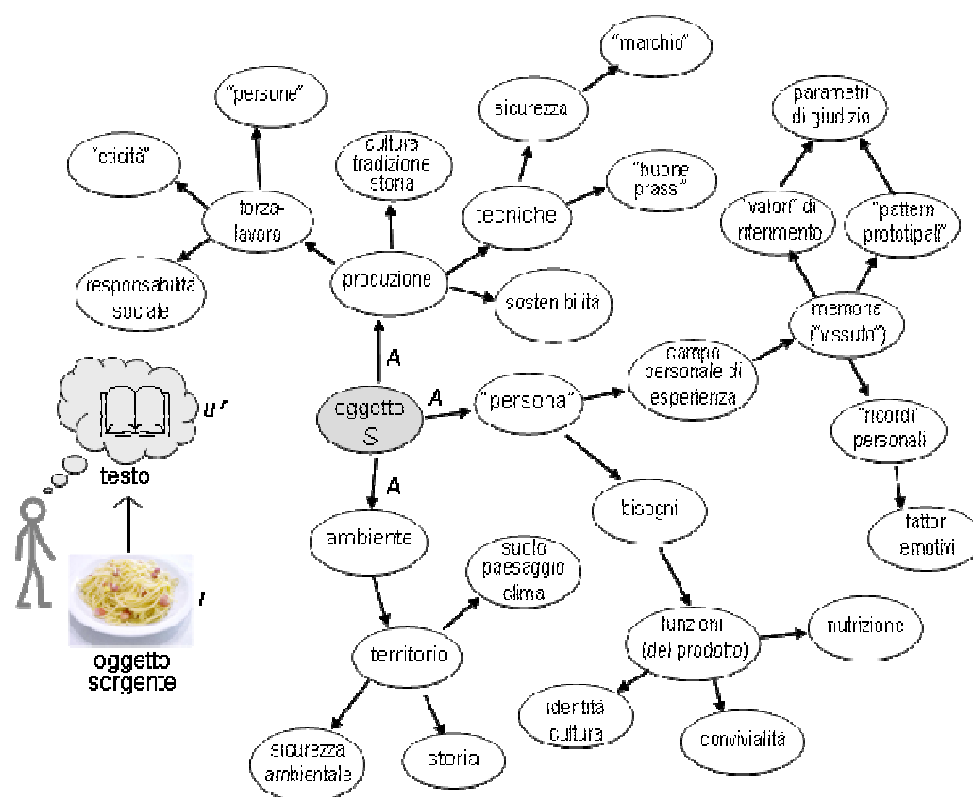 "marchio"
"persone"
sicurezza
parametri
di giudizio
"eticità"
cultura
tradizione
storia
"buone
prassi"
forza-
lavoro
tecniche
"valori" di
riferimento
"pattern
prototipali"
produzione
responsabilità
sociale
sostenibilità
memoria
("vissuto")
A
campo
personale di
esperienza
oggetto
S
A
"persona"
"ricordi
personali
testo
A
bisogni
fattori
emotivi
ambiente
suolo
paesaggio
clima
funzioni
(del prodotto)
nutrizione
territorio
oggetto
sorgente
identità
cultura
convivialità
sicurezza
ambientale
storia